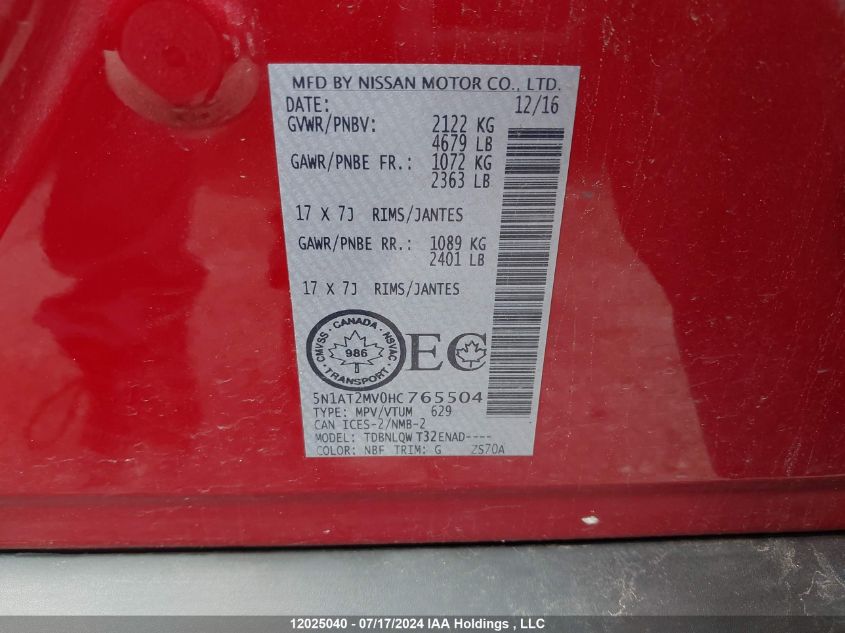 MFD BY NISSAN MOTOR CO., LTD.
DATE: 12/16
GVWR/PNBV: 2122 KG
4679 LB
GAWR/PNBE FR.: 1072 KG
2363 LB
17 X 7J RIMS/JANTES
GAWR/PNBE RR.: 1089 KG
2401 LB
17 X 7J RIMS/JANTES
CMVSS · CANADA · NSVAC
986
TRANSPORT
EC
5N1AT2MV0HC765504
TYPE: MPV/VTUM 629
CAN ICES-2/NMB-2
MODEL: TDBNLQW T32ENAD----
COLOR: NBF TRIM: G ZS70A
12025040 - 07/17/2024 IAA Holdings , LLC